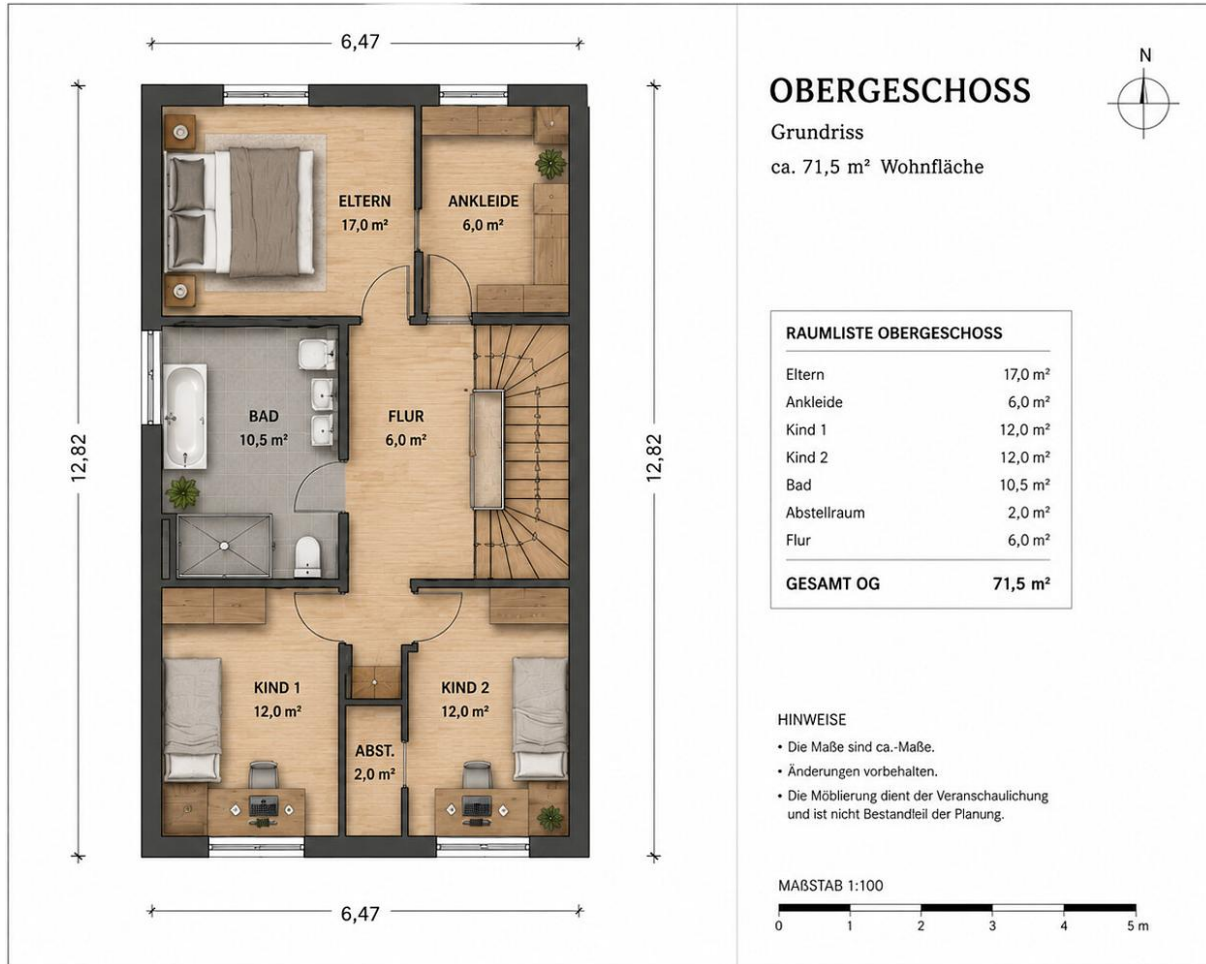 6,47
12,82
12,82
6,47
ELTERN
17,0 m²
ANKLEIDE
6,0 m²
BAD
10,5 m²
FLUR
6,0 m²
KIND 1
12,0 m²
KIND 2
12,0 m²
ABST.
2,0 m²
N
OBERGESCHOSS
Grundriss
ca. 71,5 m² Wohnfläche
RAUMLISTE OBERGESCHOSS
Eltern 17,0 m²
Ankleide 6,0 m²
Kind 1 12,0 m²
Kind 2 12,0 m²
Bad 10,5 m²
Abstellraum 2,0 m²
Flur 6,0 m²
GESAMT OG 71,5 m²
HINWEISE
• Die Maße sind ca.-Maße.
• Änderungen vorbehalten.
• Die Möblierung dient der Veranschaulichung
und ist nicht Bestandleil der Planung.
MAßSTAB 1:100
0 1 2 3 4 5 m